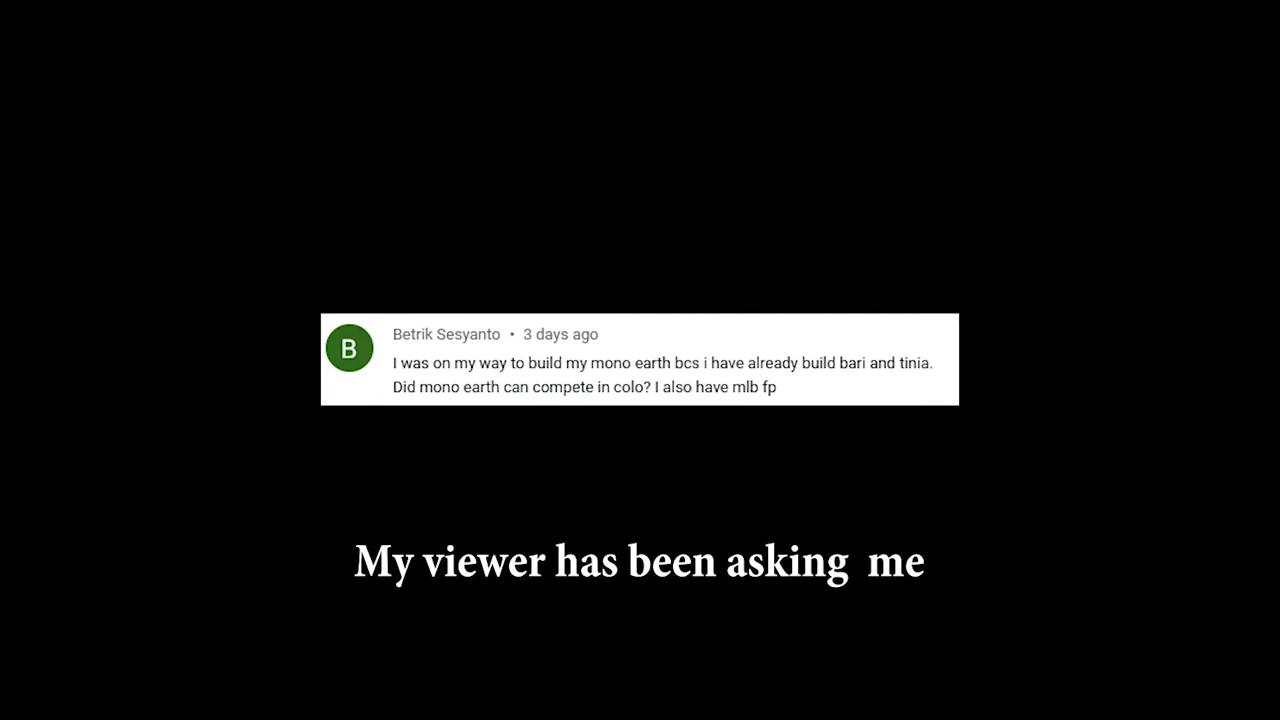 B
Betrik Sesyanto • 3 days ago
I was on my way to build my mono earth bcs i have already build bari and tinia.
Did mono earth can compete in colo? I also have mlb fp
My viewer has been asking  me